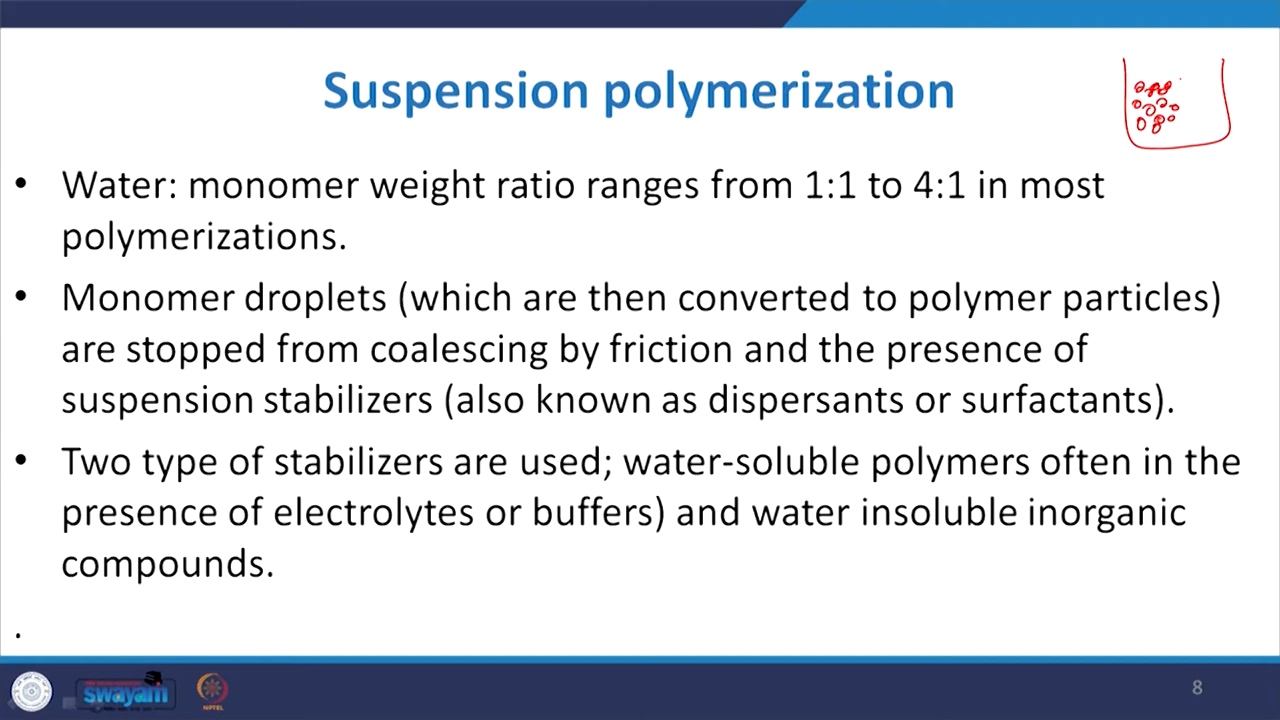 Suspension polymerization
• Water: monomer weight ratio ranges from 1:1 to 4:1 in most
polymerizations.
• Monomer droplets (which are then converted to polymer particles)
are stopped from coalescing by friction and the presence of
suspension stabilizers (also known as dispersants or surfactants).
• Two type of stabilizers are used; water-soluble polymers often in the
presence of electrolytes or buffers) and water insoluble inorganic
compounds.
.
swayam
NPTEL
8